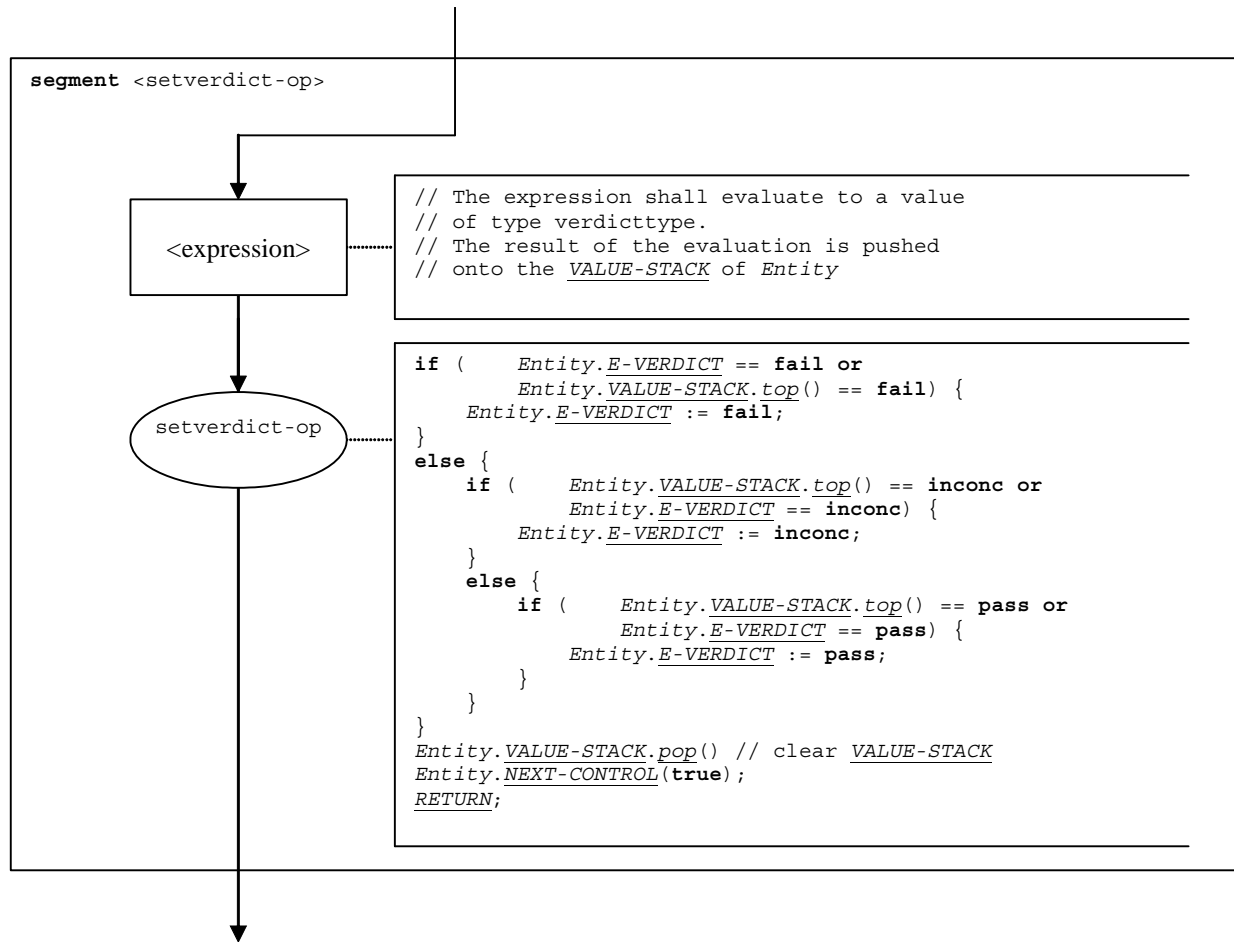 segment <setverdict-op>
<expression>
// The expression shall evaluate to a value
// of type verdicttype.
// The result of the evaluation is pushed
// onto the VALUE-STACK of Entity
setverdict-op
if ( Entity.E-VERDICT == fail or
Entity.VALUE-STACK.top() == fail) {
Entity.E-VERDICT := fail;
}
else {
if ( Entity.VALUE-STACK.top() == inconc or
Entity.E-VERDICT == inconc) {
Entity.E-VERDICT := inconc;
}
else {
if ( Entity.VALUE-STACK.top() == pass or
Entity.E-VERDICT == pass) {
Entity.E-VERDICT := pass;
}
}
}
Entity.VALUE-STACK.pop() // clear VALUE-STACK
Entity.NEXT-CONTROL(true);
RETURN;